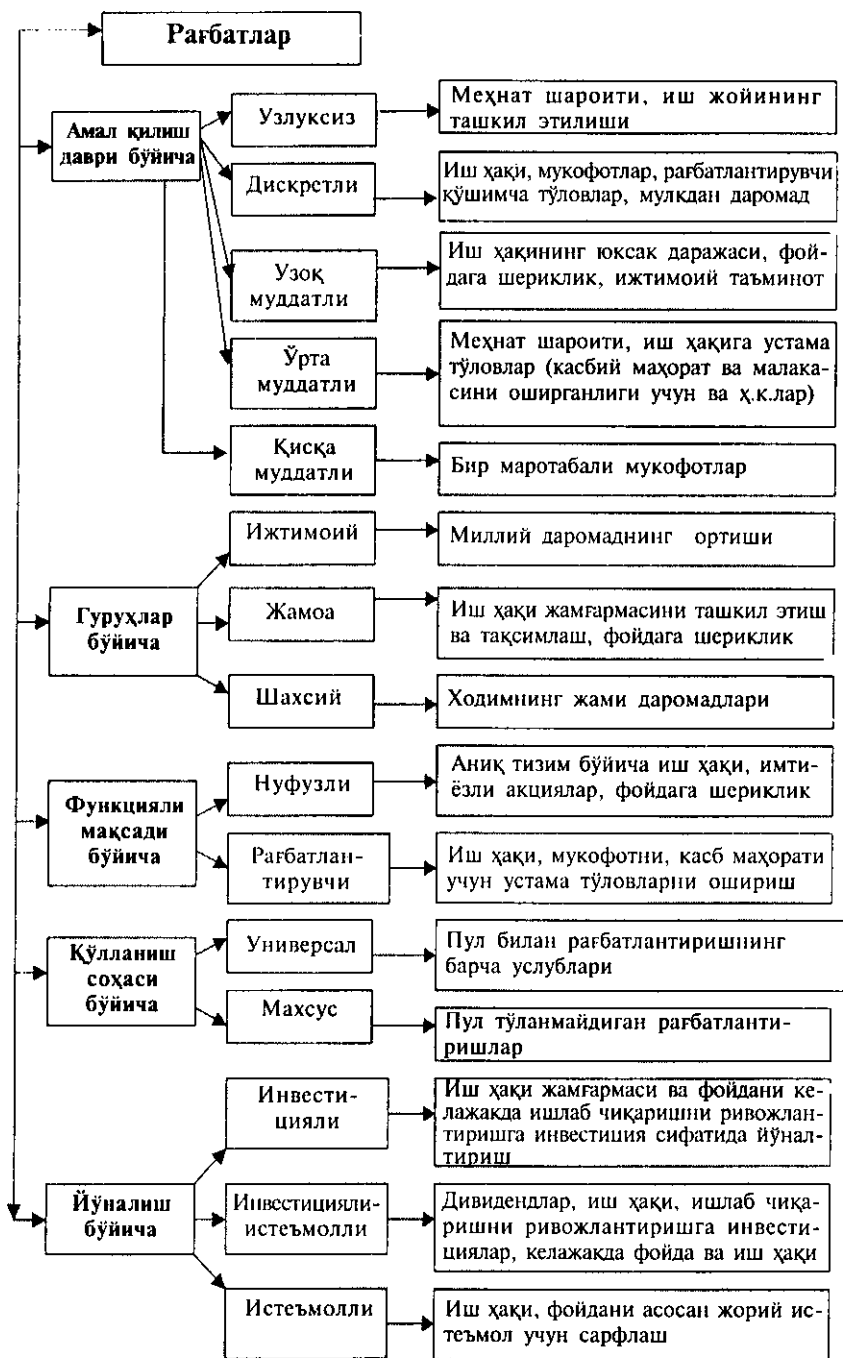 Рағбатлар
Амал қилиш
даври бўйича
Узлуксиз
Меҳнат шароити, иш жойининг
ташкил этилиши
Дискретли
Иш ҳақи, мукофотлар, рағбатлантирувчи
қўшимча тўловлар, мулкдан даромад
Узоқ
муддатли
Иш ҳақининг юксак даражаси, фой-
дага шериклик, ижтимоий таъминот
Ўрта
муддатли
Меҳнат шароити, иш ҳақига устама
тўловлар (касбий маҳорат ва малака-
сини оширганлиги учун ва ҳ.к.лар)
Қисқа
муддатли
Бир маротабали мукофотлар
Гуруҳлар
бўйича
Ижтимоий
Миллий даромаднинг ортиши
Жамоа
Иш ҳақи жамғармасини ташкил этиш
ва тақсимлаш, фойдага шериклик
Шахсий
Ходимнинг жами даромадлари
Функцияли
мақсади
бўйича
Нуфузли
Аниқ тизим бўйича иш ҳақи, имти-
ёзли акциялар, фойдага шериклик
Рағбатлан-
тирувчи
Иш ҳақи, мукофотни, касб маҳорати
учун устама тўловларни ошириш
Қўлланиш
соҳаси
бўйича
Универсал
Пул билан рағбатлантиришнинг
барча услублари
Махсус
Пул тўланмайдиган рағбатланти-
ришлар
Йўналиш
бўйича
Инвести-
цияли
Иш ҳақи жамғармаси ва фойдани ке-
лажакда ишлаб чиқаришни ривожлан-
тиришга инвестиция сифатида йўнал-
тириш
Инвестицияли-
истеъмолли
Дивидендлар, иш ҳақи, ишлаб чиқа-
ришни ривожлантиришга инвести-
циялар, келажакда фойда ва иш ҳақи
Истеъмолли
Иш ҳақи, фойдани асосан жорий ис-
теъмол учун сарфлаш